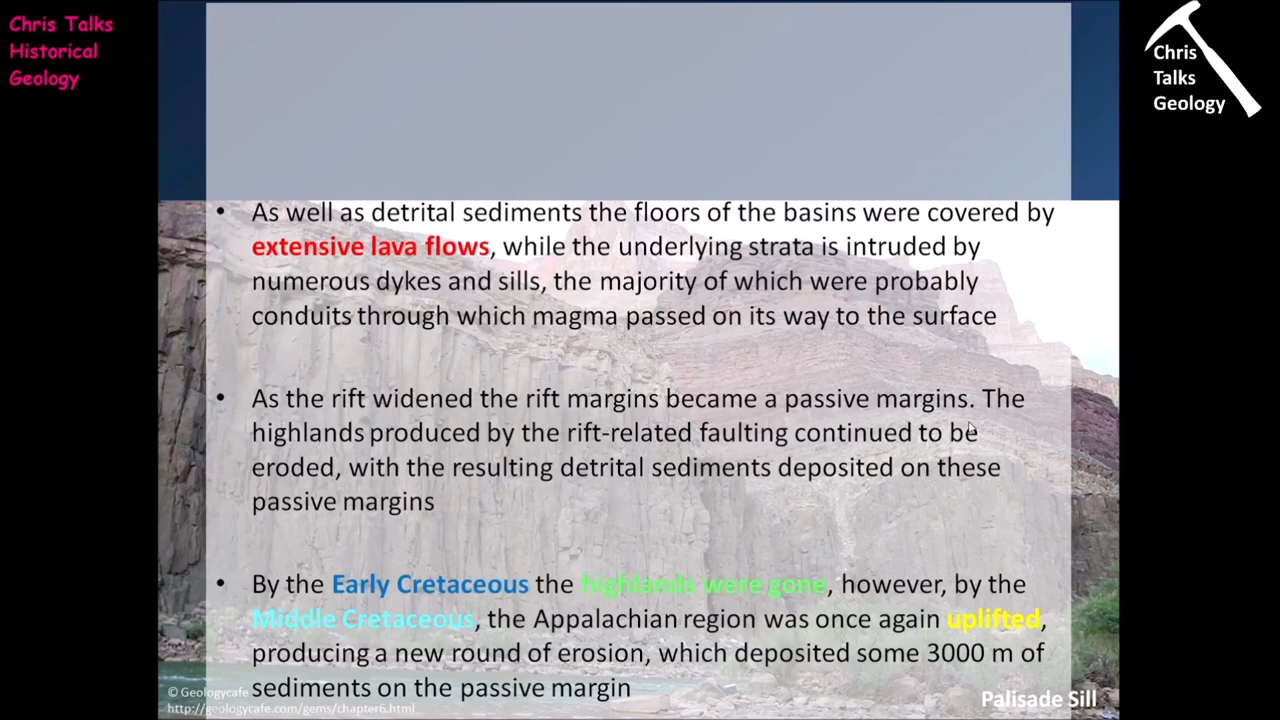 Chris Talks
Historical
Geology
Chris
Talks
Geology
• As well as detrital sediments the floors of the basins were covered by
extensive lava flows, while the underlying strata is intruded by
numerous dykes and sills, the majority of which were probably
conduits through which magma passed on its way to the surface
• As the rift widened the rift margins became a passive margins. The
highlands produced by the rift-related faulting continued to be
eroded, with the resulting detrital sediments deposited on these
passive margins
• By the Early Cretaceous the highlands were gone, however, by the
Middle Cretaceous, the Appalachian region was once again uplifted,
producing a new round of erosion, which deposited some 3000 m of
sediments on the passive margin
© Geologycafe
http://geologycafe.com/gems/chapter6.html
Palisade Sill